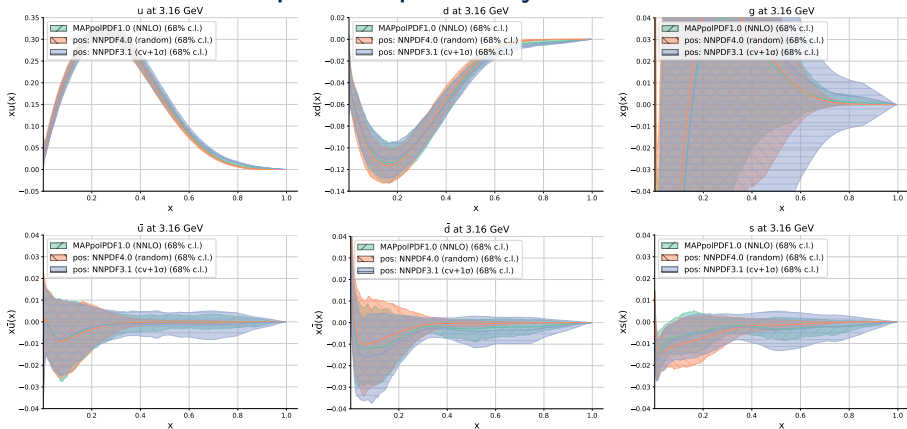 u at 3.16 GeV
MAPpolPDF1.0 (NNLO) (68% c.l.)
pos: NNPDF4.0 (random) (68% c.l.)
pos: NNPDF3.1 (cv+1σ) (68% c.l.)
xu(x)
0.35
0.30
0.25
0.20
0.15
0.10
0.05
0.00
−0.05
0.2
0.4
0.6
0.8
1.0
x
d at 3.16 GeV
MAPpolPDF1.0 (NNLO) (68% c.l.)
pos: NNPDF4.0 (random) (68% c.l.)
pos: NNPDF3.1 (cv+1σ) (68% c.l.)
xd(x)
0.02
0.00
−0.02
−0.04
−0.06
−0.08
−0.10
−0.12
−0.14
0.2
0.4
0.6
0.8
1.0
x
g at 3.16 GeV
MAPpolPDF1.0 (NNLO) (68% c.l.)
pos: NNPDF4.0 (random) (68% c.l.)
pos: NNPDF3.1 (cv+1σ) (68% c.l.)
xg(x)
0.04
0.03
0.02
0.01
0.00
−0.01
−0.02
−0.03
−0.04
0.2
0.4
0.6
0.8
1.0
x
ū at 3.16 GeV
MAPpolPDF1.0 (NNLO) (68% c.l.)
pos: NNPDF4.0 (random) (68% c.l.)
pos: NNPDF3.1 (cv+1σ) (68% c.l.)
xū(x)
0.04
0.03
0.02
0.01
0.00
−0.01
−0.02
−0.03
−0.04
0.2
0.4
0.6
0.8
1.0
x
d̄ at 3.16 GeV
MAPpolPDF1.0 (NNLO) (68% c.l.)
pos: NNPDF4.0 (random) (68% c.l.)
pos: NNPDF3.1 (cv+1σ) (68% c.l.)
xd̄(x)
0.04
0.03
0.02
0.01
0.00
−0.01
−0.02
−0.03
−0.04
0.2
0.4
0.6
0.8
1.0
x
s at 3.16 GeV
MAPpolPDF1.0 (NNLO) (68% c.l.)
pos: NNPDF4.0 (random) (68% c.l.)
pos: NNPDF3.1 (cv+1σ) (68% c.l.)
xs(x)
0.04
0.03
0.02
0.01
0.00
−0.01
−0.02
−0.03
−0.04
0.2
0.4
0.6
0.8
1.0
x